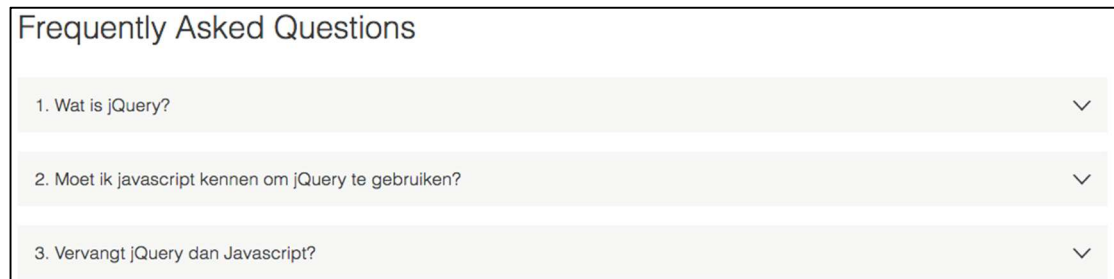 Frequently Asked Questions
1. Wat is jQuery?
2. Moet ik javascript kennen om jQuery te gebruiken?
3. Vervangt jQuery dan Javascript?